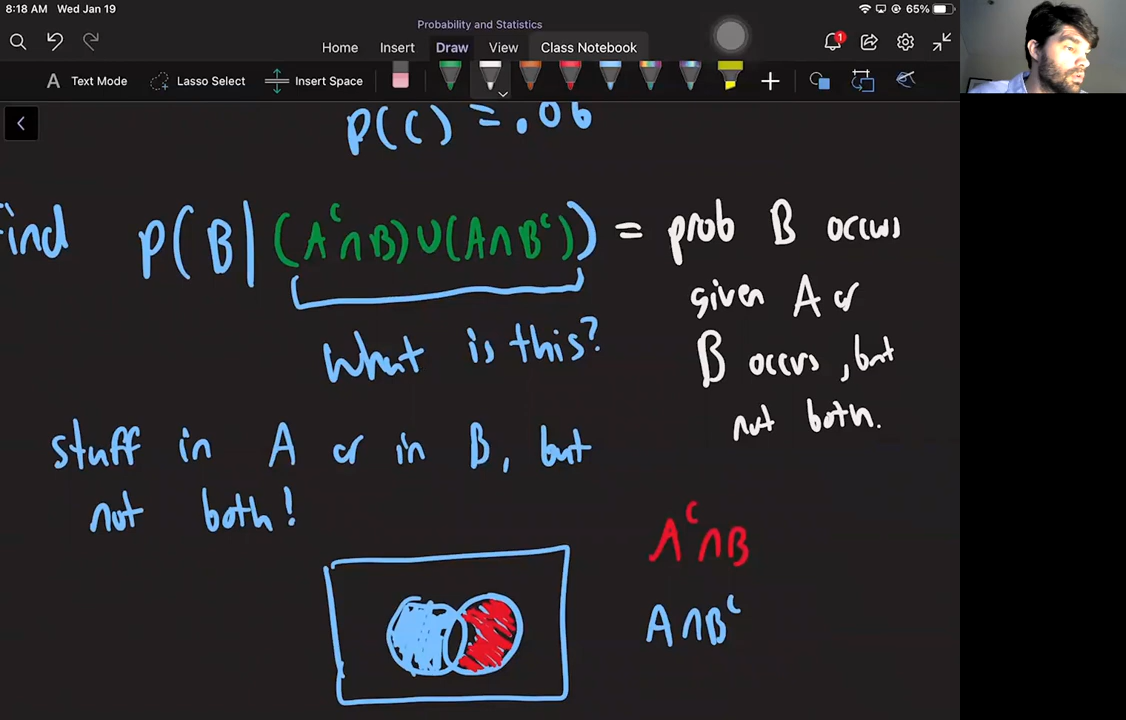 8:18 AM Wed Jan 19
65%
Probability and Statistics
Home Insert Draw View Class Notebook
1
A Text Mode Lasso Select Insert Space
P(C) = .06
Find P(B|(A^c∩B)∪(A∩B^c)) = prob B occurs
given A or
What is this? B occurs, but
not both.
stuff in A or in B, but
not both!
A^c∩B
A∩B^c